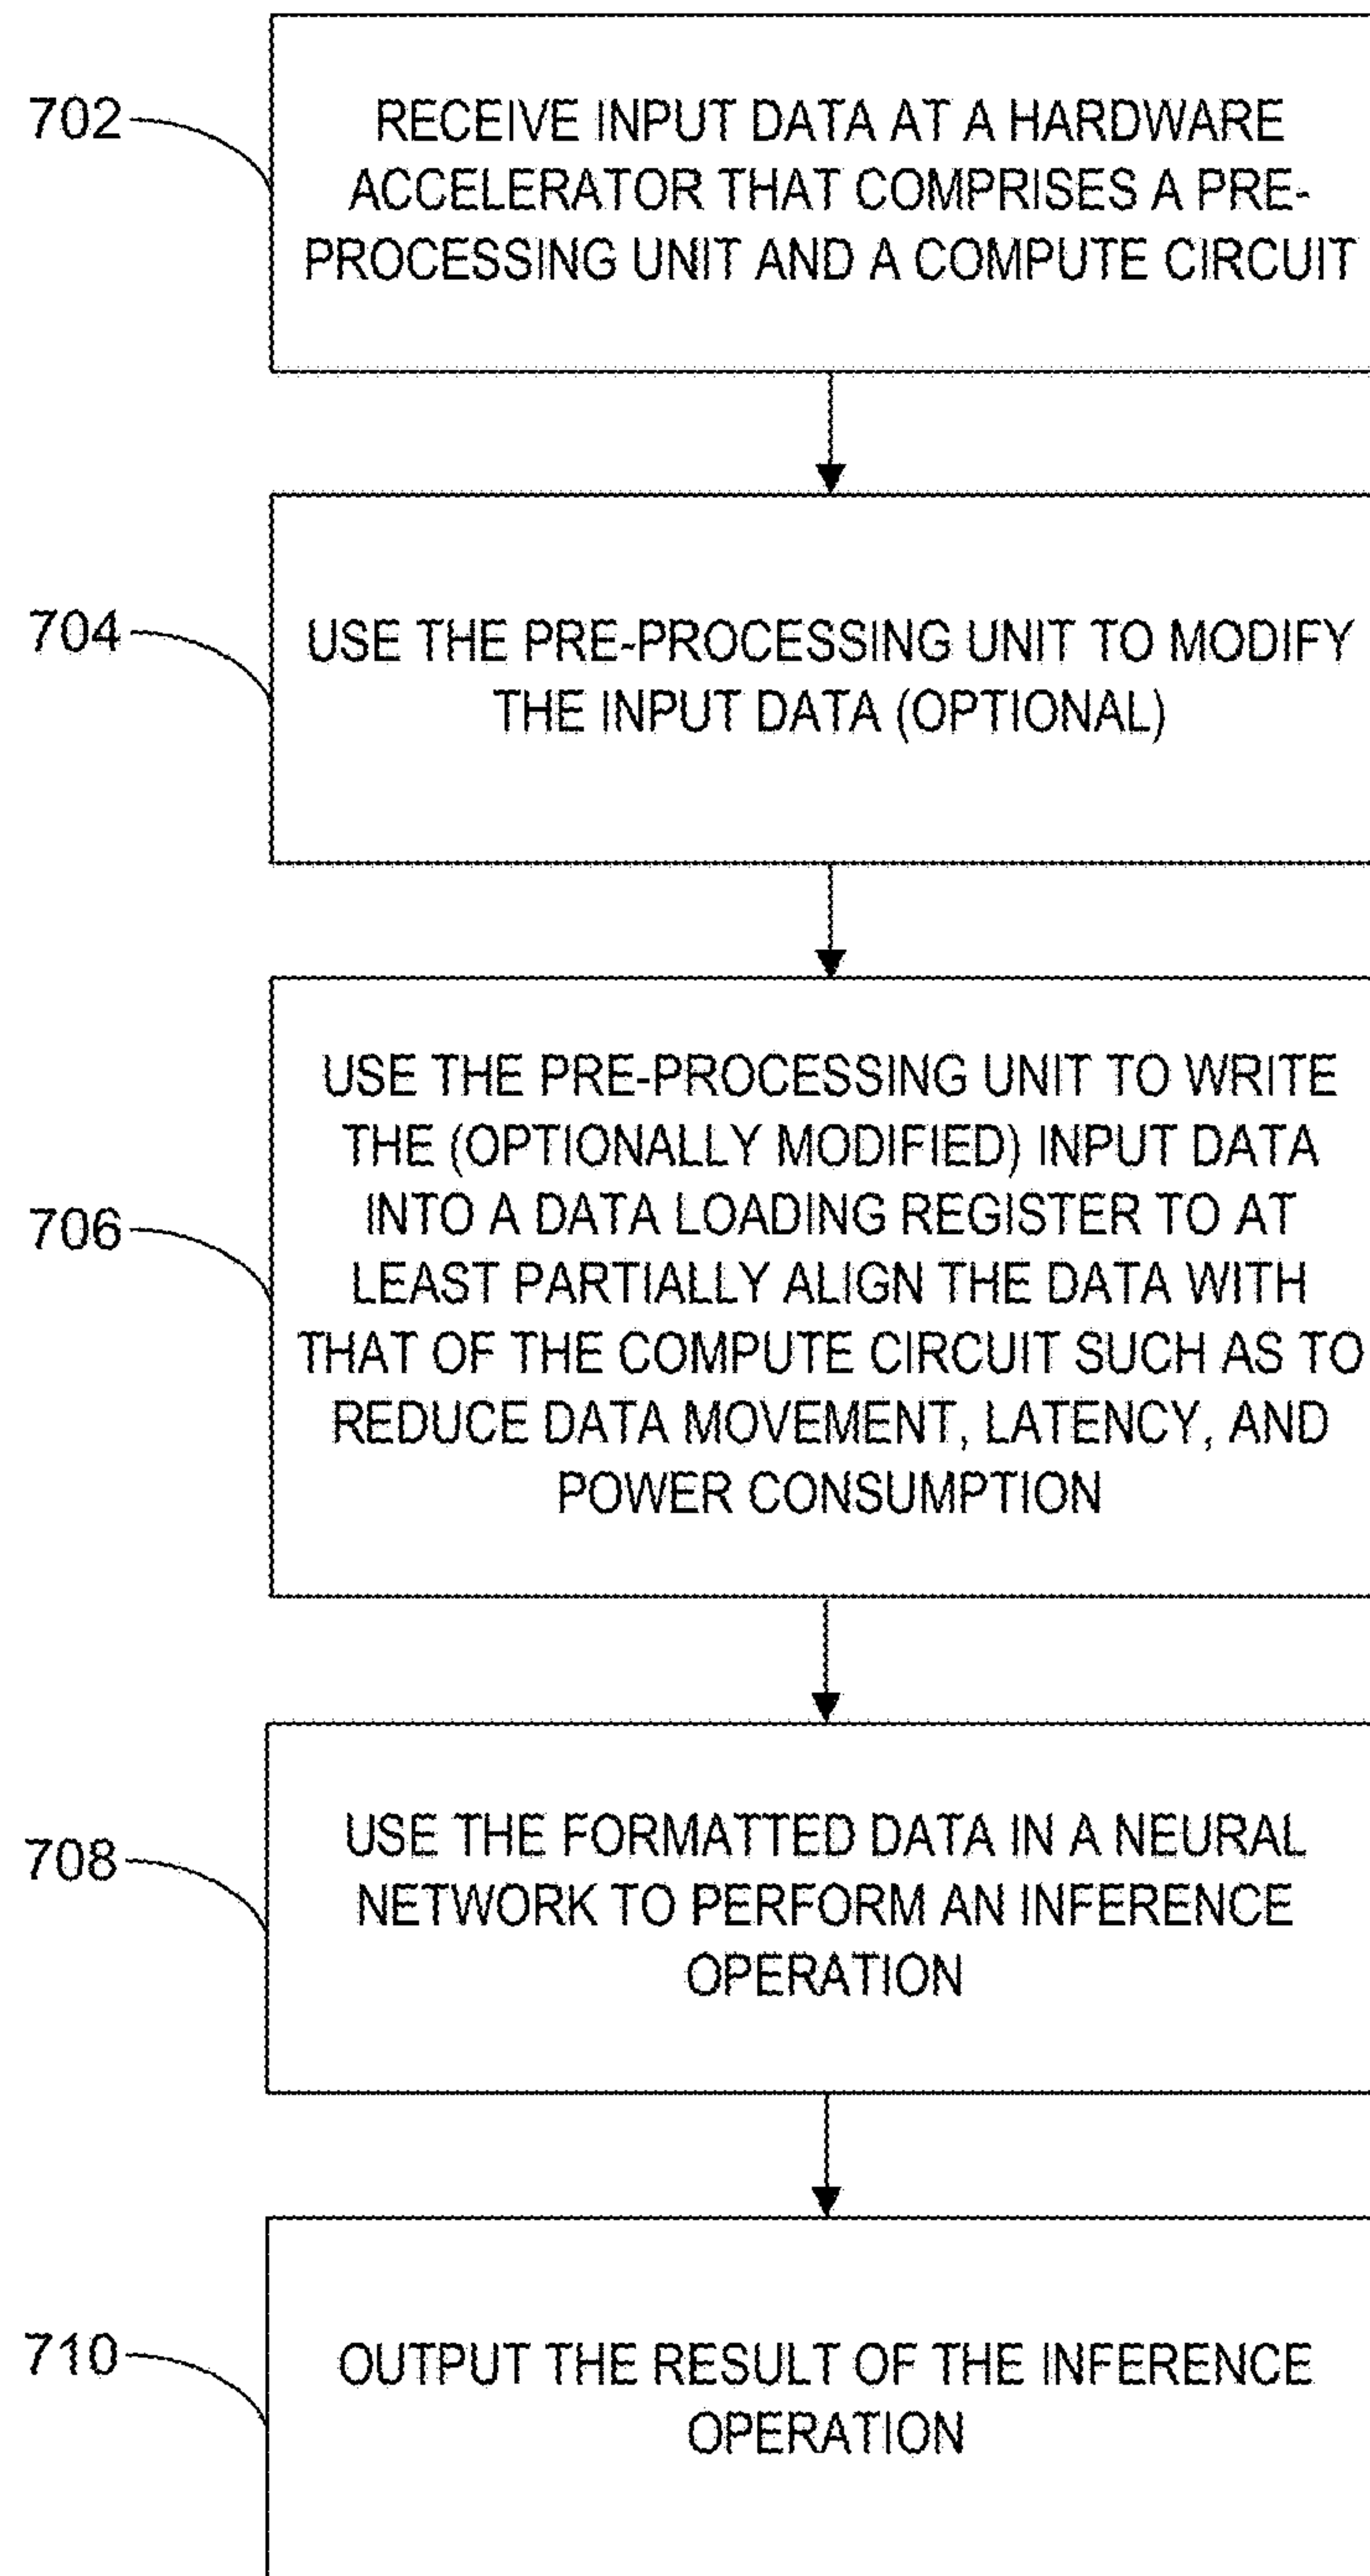 702
RECEIVE INPUT DATA AT A HARDWARE
ACCELERATOR THAT COMPRISES A PRE-
PROCESSING UNIT AND A COMPUTE CIRCUIT
704
USE THE PRE-PROCESSING UNIT TO MODIFY
THE INPUT DATA (OPTIONAL)
706
USE THE PRE-PROCESSING UNIT TO WRITE
THE (OPTIONALLY MODIFIED) INPUT DATA
INTO A DATA LOADING REGISTER TO AT
LEAST PARTIALLY ALIGN THE DATA WITH
THAT OF THE COMPUTE CIRCUIT SUCH AS TO
REDUCE DATA MOVEMENT, LATENCY, AND
POWER CONSUMPTION
708
USE THE FORMATTED DATA IN A NEURAL
NETWORK TO PERFORM AN INFERENCE
OPERATION
710
OUTPUT THE RESULT OF THE INFERENCE
OPERATION